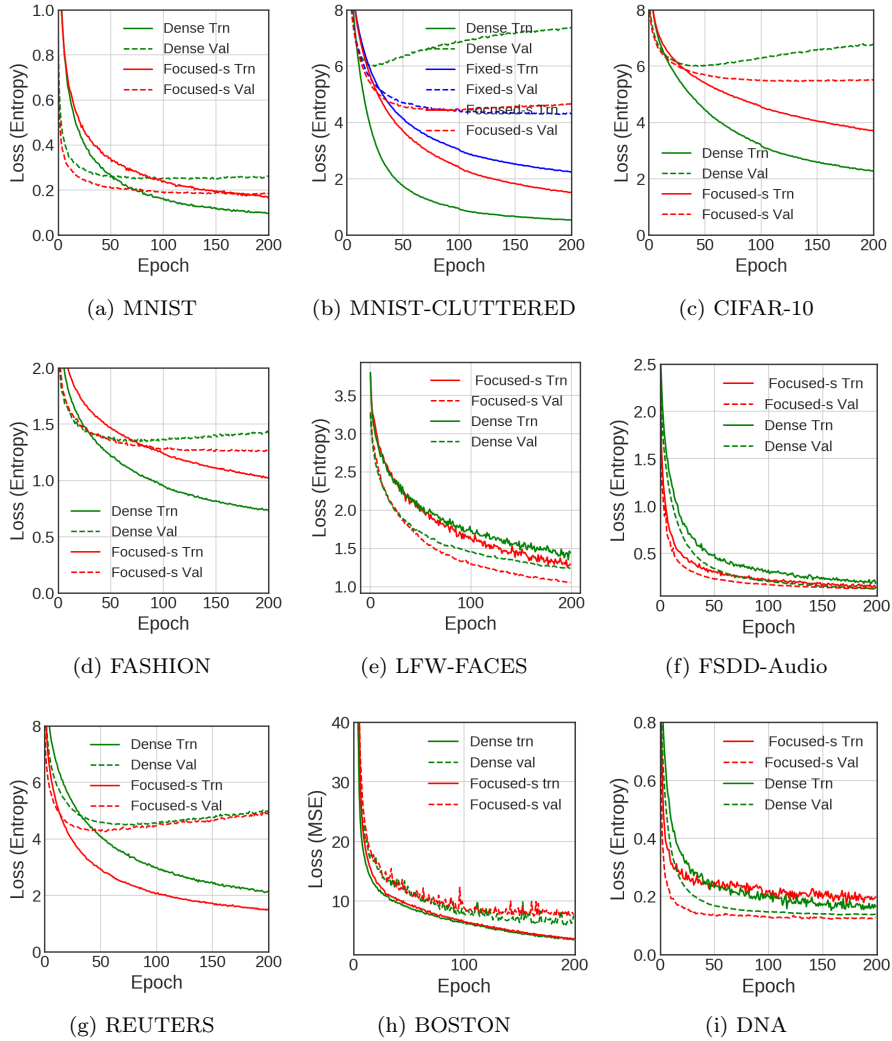 1.0
0.8
0.6
0.4
0.2
0.0
Loss (Entropy)
0 50 100 150 200
Epoch
Dense Trn
Dense Val
Focused-s Trn
Focused-s Val
(a) MNIST
8
6
4
2
0
Loss (Entropy)
0 50 100 150 200
Epoch
Dense Trn
Dense Val
Fixed-s Trn
Fixed-s Val
Focused-s Trn
Focused-s Val
(b) MNIST-CLUTTERED
10
8
6
4
2
0
Loss (Entropy)
0 50 100 150 200
Epoch
Dense Trn
Dense Val
Focused-s Trn
Focused-s Val
(c) CIFAR-10
2.0
1.5
1.0
0.5
0.0
Loss (Entropy)
0 50 100 150 200
Epoch
Dense Trn
Dense Val
Focused-s Trn
Focused-s Val
(d) FASHION
3.5
3.0
2.5
2.0
1.5
1.0
Loss (Entropy)
0 50 100 150 200
Epoch
Focused-s Trn
Focused-s Val
Dense Trn
Dense Val
(e) LFW-FACES
2.5
2.0
1.5
1.0
0.5
Loss (Entropy)
0 50 100 150 200
Epoch
Focused-s Trn
Focused-s Val
Dense Trn
Dense Val
(f) FSDD-Audio
8
6
4
2
0
Loss (Entropy)
0 50 100 150 200
Epoch
Dense Trn
Dense Val
Focused-s Trn
Focused-s Val
(g) REUTERS
40
30
20
10
Loss (MSE)
0 100 200
Epoch
Dense trn
Dense val
Focused-s trn
Focused-s val
(h) BOSTON
0.8
0.6
0.4
0.2
0.0
Loss (Entropy)
0 50 100 150 200
Epoch
Focused-s Trn
Focused-s Val
Dense Trn
Dense Val
(i) DNA